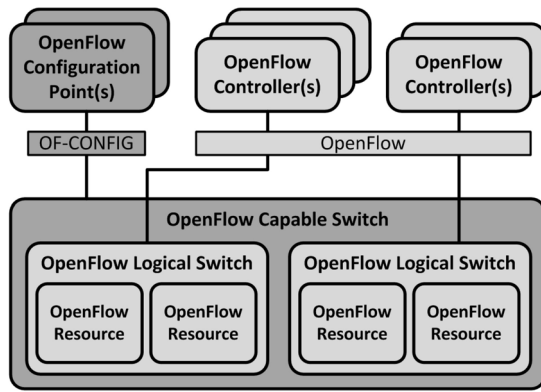 OpenFlow
Configuration
Point(s)
OpenFlow
Controller(s)
OpenFlow
Controller(s)
OF-CONFIG
OpenFlow
OpenFlow Capable Switch
OpenFlow Logical Switch
OpenFlow
Resource
OpenFlow
Resource
OpenFlow Logical Switch
OpenFlow
Resource
OpenFlow
Resource